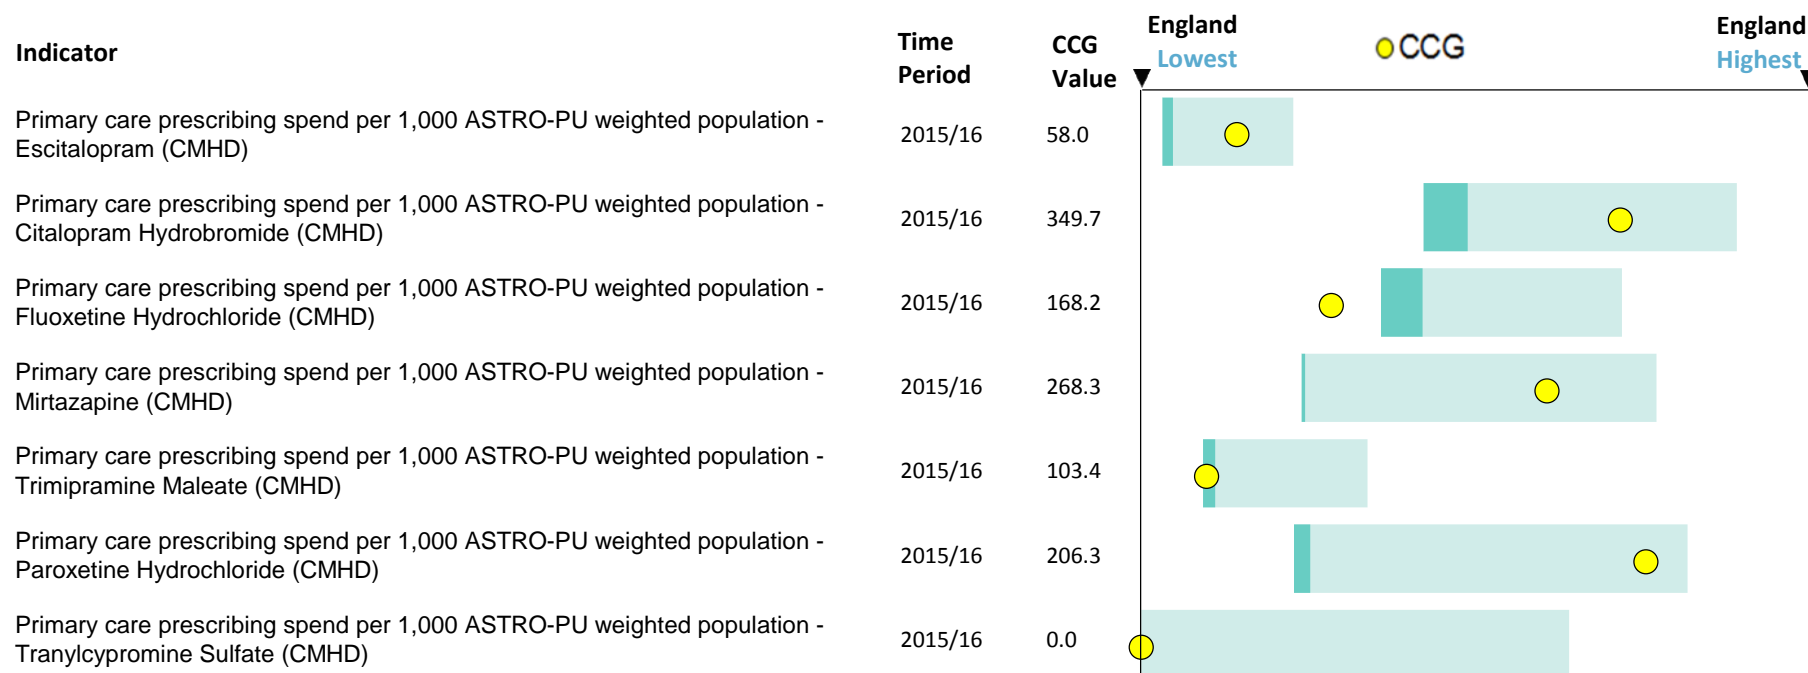 Indicator
Time Period
CCG Value
England Lowest
CCG
England Highest
Primary care prescribing spend per 1,000 ASTRO-PU weighted population -
Escitalopram (CMHD)
2015/16
58.0
Primary care prescribing spend per 1,000 ASTRO-PU weighted population -
Citalopram Hydrobromide (CMHD)
2015/16
349.7
Primary care prescribing spend per 1,000 ASTRO-PU weighted population -
Fluoxetine Hydrochloride (CMHD)
2015/16
168.2
Primary care prescribing spend per 1,000 ASTRO-PU weighted population -
Mirtazapine (CMHD)
2015/16
268.3
Primary care prescribing spend per 1,000 ASTRO-PU weighted population -
Trimipramine Maleate (CMHD)
2015/16
103.4
Primary care prescribing spend per 1,000 ASTRO-PU weighted population -
Paroxetine Hydrochloride (CMHD)
2015/16
206.3
Primary care prescribing spend per 1,000 ASTRO-PU weighted population -
Tranylcypromine Sulfate (CMHD)
2015/16
0.0